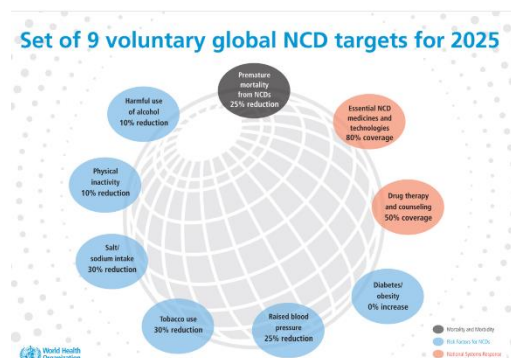 Set of 9 voluntary global NCD targets for 2025
Premature
mortality
from NCDs
25% reduction
Harmful use
of alcohol
10% reduction
Essential NCD
medicines and
technologies
80% coverage
Physical
inactivity
10% reduction
Drug therapy
and counseling
50% coverage
Salt/
sodium intake
30% reduction
Diabetes/
obesity
0% increase
Tobacco use
30% reduction
Raised blood
pressure
25% reduction
Mortality and Morbidity
Risk Factors for NCDs
National Systems Response
World Health
Organization